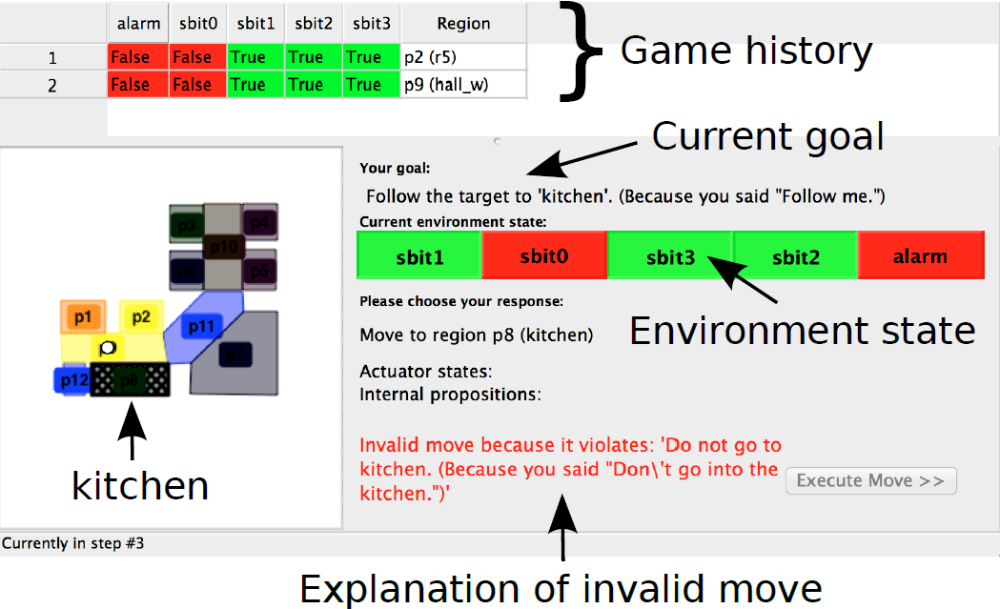 alarm sbit0 sbit1 sbit2 sbit3 Region
1 False False True True True p2 (r5)
2 False False True True True p9 (hall_w)
Game history
Current goal
Your goal:
Follow the target to 'kitchen'. (Because you said "Follow me.")
Current environment state:
sbit1 sbit0 sbit3 sbit2 alarm
Please choose your response:
Environment state
Move to region p8 (kitchen)
Actuator states:
Internal propositions:
Invalid move because it violates: 'Do not go to
kitchen. (Because you said "Don\'t go into the
kitchen.")'
Execute Move >>
p3 p4
p10
p6 p5
p1 p2 p11
p7
p12 p8
kitchen
Currently in step #3
Explanation of invalid move